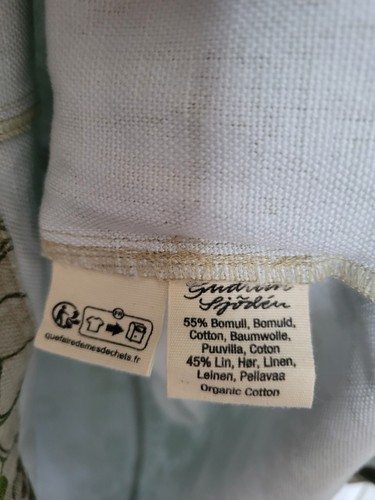 Gudrun
Sjödén
55% Bomull, Bomuld,
Cotton, Baumwolle,
Puuvilla, Coton
45% Lin, Hør, Linen,
Leinen, Pellavaa
Organic Cotton
FR
quefairedemesdechets.fr